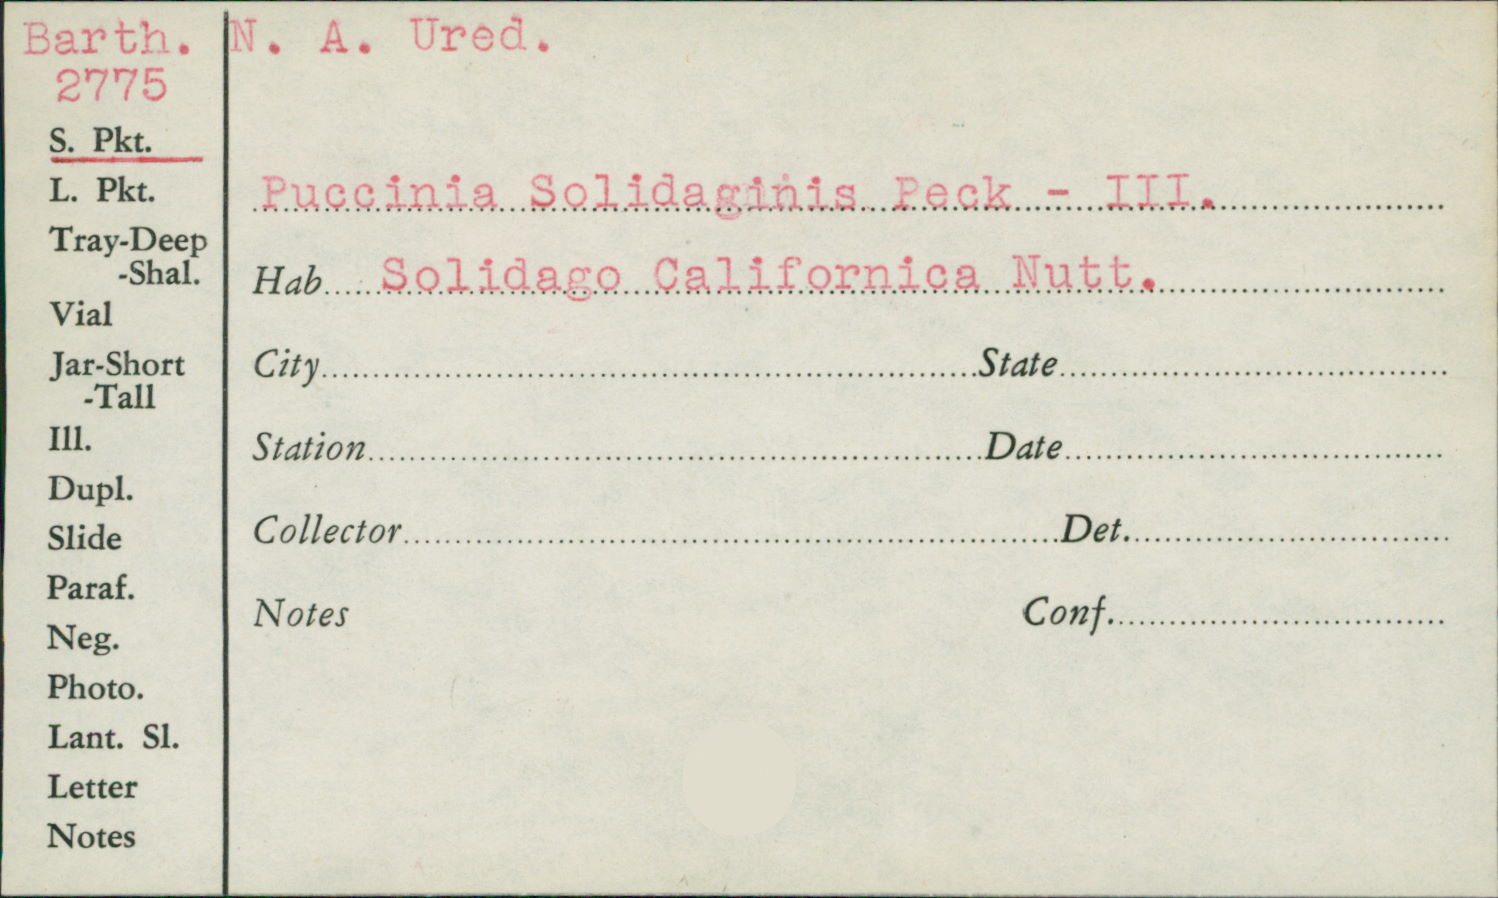 Barth. N. A. Ured.
2775
S. Pkt.
L. Pkt.
Tray-Deep
-Shal.
Vial
Jar-Short
-Tall
Ill.
Dupl.
Slide
Paraf.
Neg.
Photo.
Lant. Sl.
Letter
Notes
Puccinia Solidaginis Peck - III.
Hab. Solidago Californica Nutt.
City State
Station Date
Collector Det.
Notes Conf.